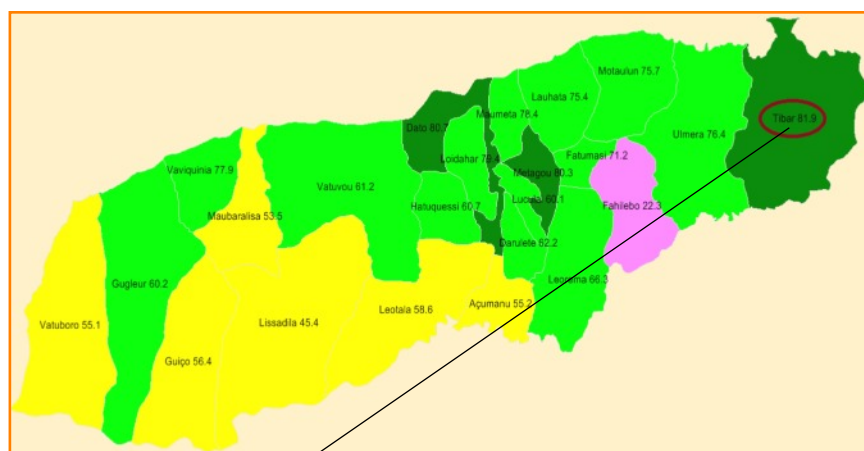 Motaulun 75.7
Lauhata 75.4
Maumeta 78.4
Tibar 81.9
Dato 80.7
Ulmera 76.4
Loidahar 79.4
Fatumasi 71.2
Vaviquinia 77.9
Metagou 80.3
Vatuvou 61.2
Lucuiai 60.1
Hatuquessi 60.7
Fahilebo 22.3
Maubaralisa 53.5
Darulete 62.2
Leorema 66.3
Gugleur 60.2
Açumanu 55.2
Leotala 58.6
Lissadila 45.4
Vatuboro 55.1
Guiço 56.4